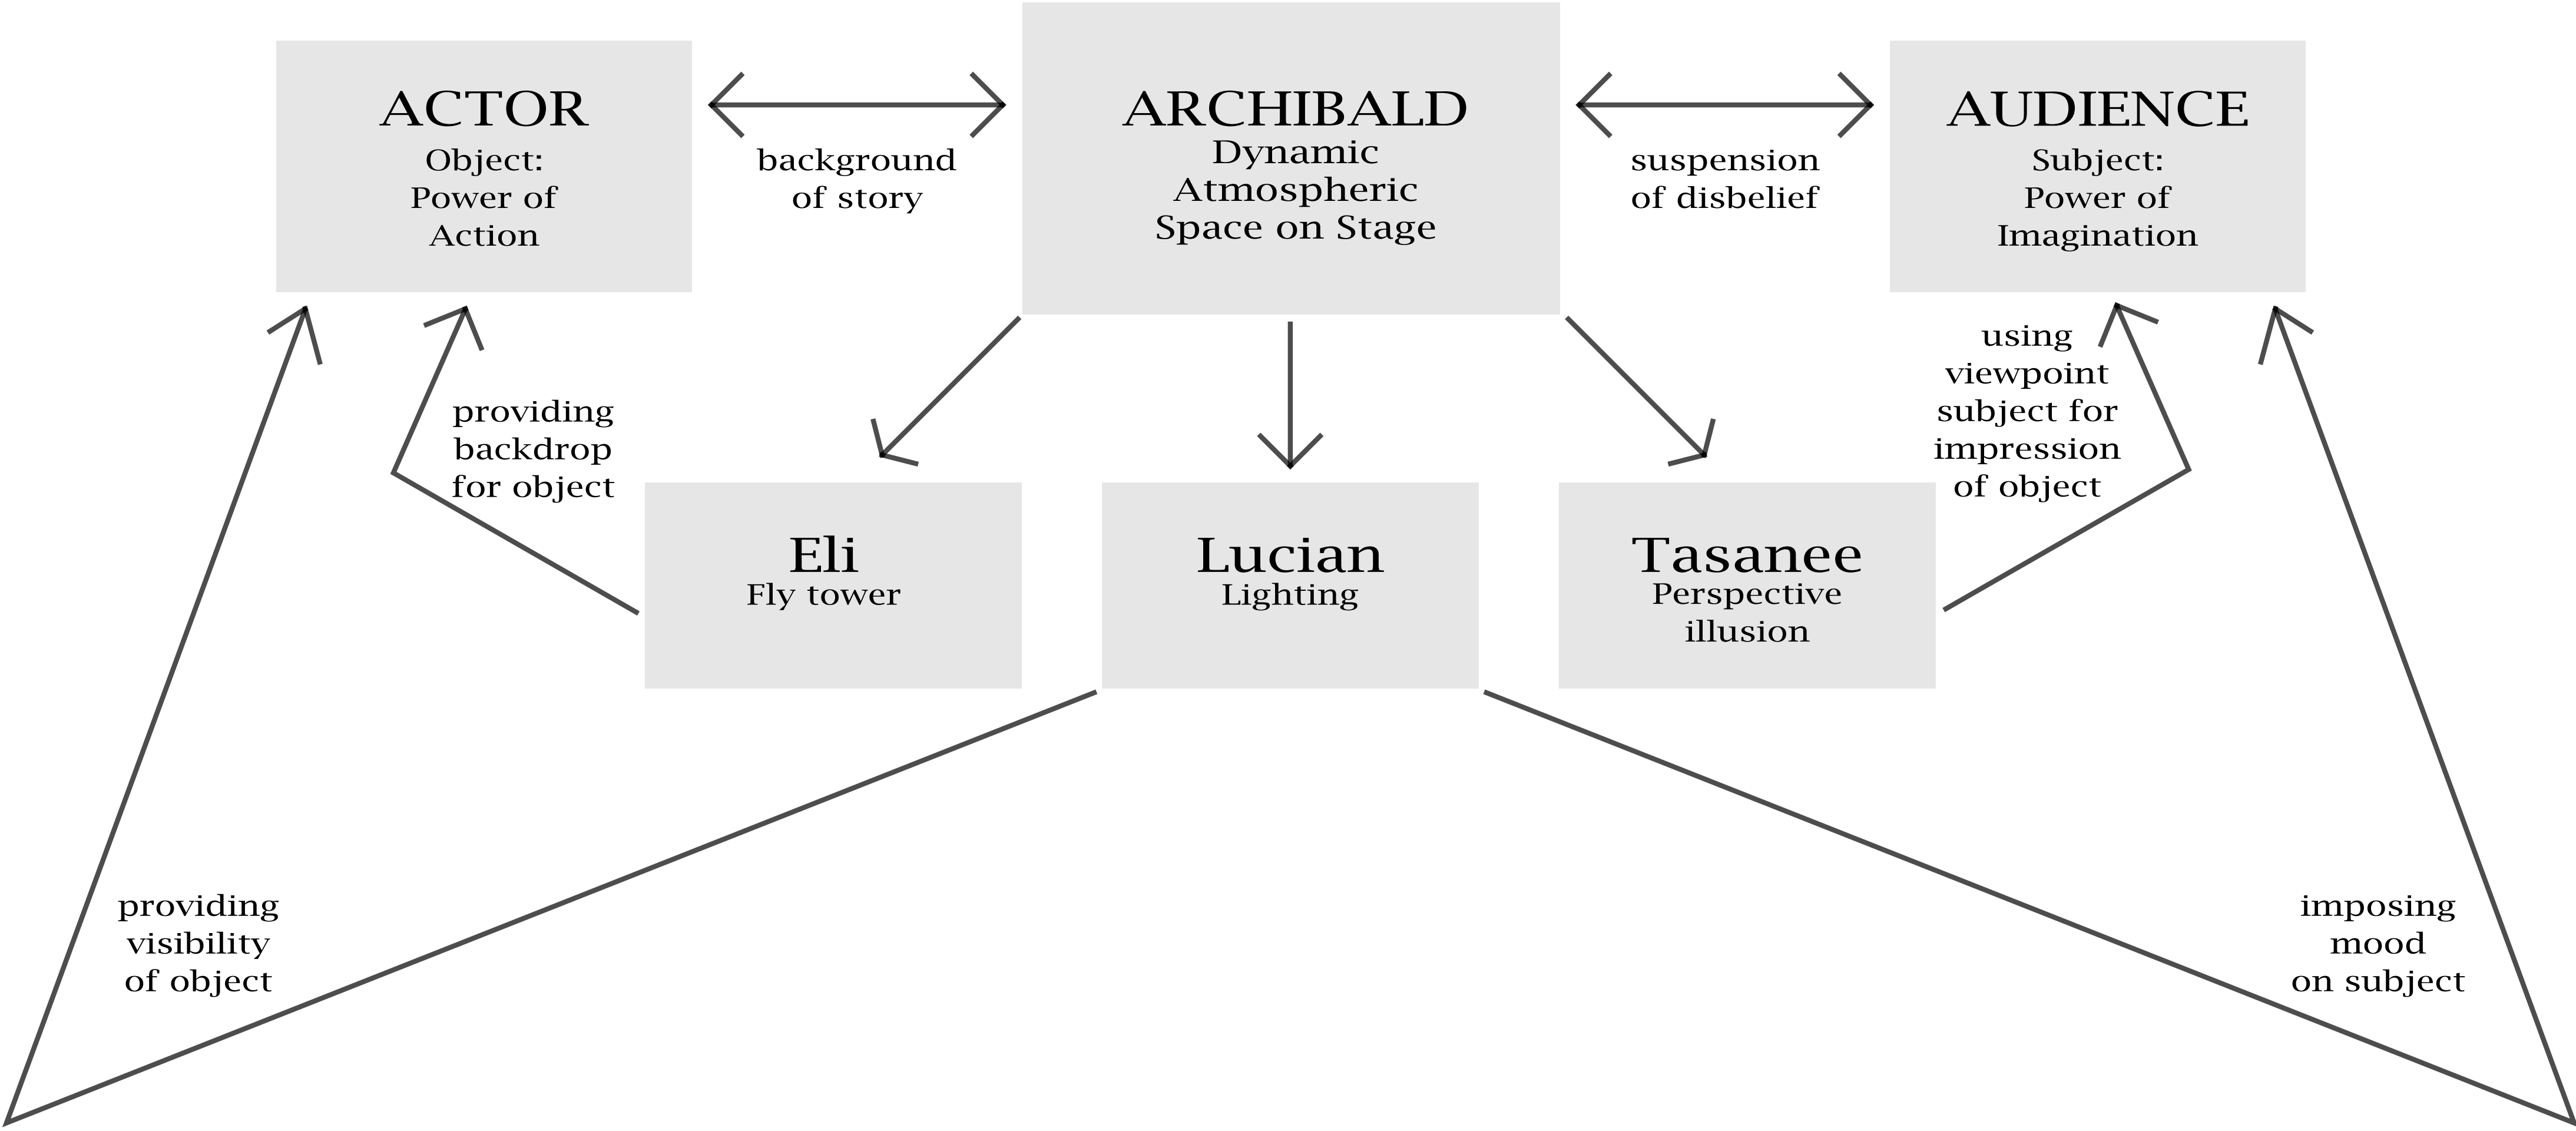 ACTOR
Object:
Power of
Action
background
of story
ARCHIBALD
Dynamic
Atmospheric
Space on Stage
suspension
of disbelief
AUDIENCE
Subject:
Power of
Imagination
providing
backdrop
for object
using
viewpoint
subject for
impression
of object
Eli
Fly tower
Lucian
Lighting
Tasanee
Perspective
illusion
providing
visibility
of object
imposing
mood
on subject